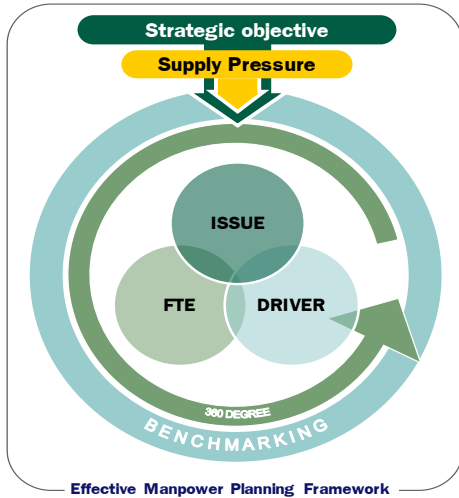 Strategic objective
Supply Pressure
ISSUE
FTE
DRIVER
360 DEGREE
BENCHMARKING
Effective Manpower Planning Framework